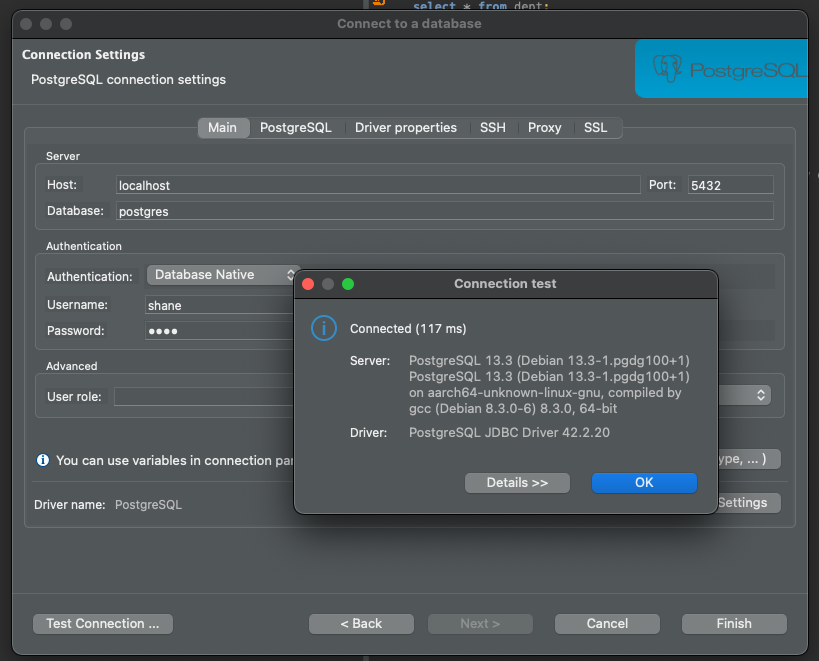 select * from dept;
Connect to a database
Connection Settings
PostgreSQL connection settings
PostgreSQL
Main PostgreSQL Driver properties SSH Proxy SSL
Server
Host: localhost Port: 5432
Database: postgres
Authentication
Authentication: Database Native
Username: shane
Password: ••••
Advanced
User role:
You can use variables in connection par
ype, ... )
Driver name: PostgreSQL
Settings
Connection test
Connected (117 ms)
Server: PostgreSQL 13.3 (Debian 13.3-1.pgdg100+1)
PostgreSQL 13.3 (Debian 13.3-1.pgdg100+1)
on aarch64-unknown-linux-gnu, compiled by
gcc (Debian 8.3.0-6) 8.3.0, 64-bit
Driver: PostgreSQL JDBC Driver 42.2.20
Details >> OK
Test Connection ... < Back Next > Cancel Finish